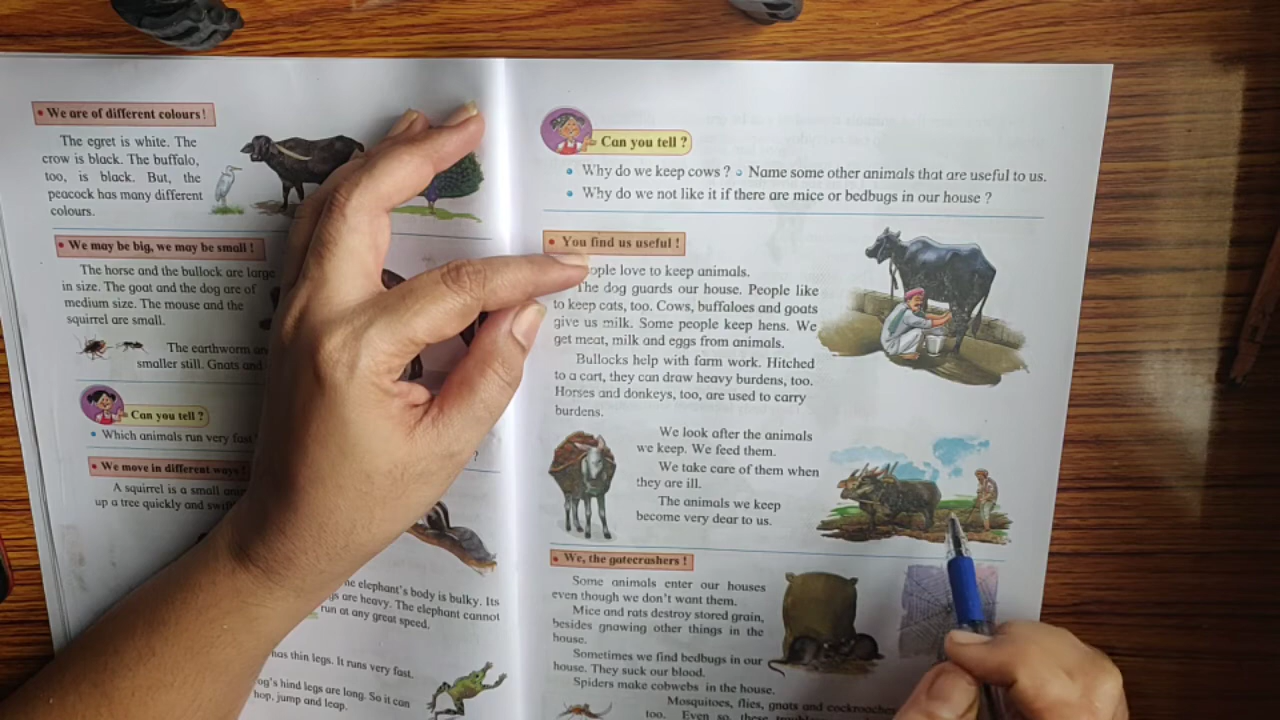 • We are of different colours!
The egret is white. The
crow is black. The buffalo,
too, is black. But, the
peacock has many different
colours.
• We may be big, we may be small !
The horse and the bullock are large
in size. The goat and the dog are of
medium size. The mouse and the
squirrel are small.
The earthworm
smaller still. Gnats and
Can you tell ?
• Which animals run very fast
?
• We move in different ways !
A squirrel is a small
up a tree quickly and
elephant's body is bulky. Its
are heavy. The elephant cannot
run at any great speed.
has thin legs. It runs very fast.
hind legs are long. So it can
hop, jump and leap.
Can you tell ?
• Why do we keep cows ? • Name some other animals that are useful to us.
• Why do we not like it if there are mice or bedbugs in our house ?
• You find us useful !
love to keep animals.
The dog guards our house. People like
to keep cats, too. Cows, buffaloes and goats
give us milk. Some people keep hens. We
get meat, milk and eggs from animals.
Bullocks help with farm work. Hitched
to a cart, they can draw heavy burdens, too.
Horses and donkeys, too, are used to carry
burdens.
We look after the animals
we keep. We feed them.
We take care of them when
they are ill.
The animals we keep
become very dear to us.
• We, the gatecrashers !
Some animals enter our houses
even though we don't want them.
Mice and rats destroy stored grain,
besides gnawing other things in the
house.
Sometimes we find bedbugs in our
house. They suck our blood.
Spiders make cobwebs in the house.
Mosquitoes, flies, gnats and cockroaches
too. Even so, these